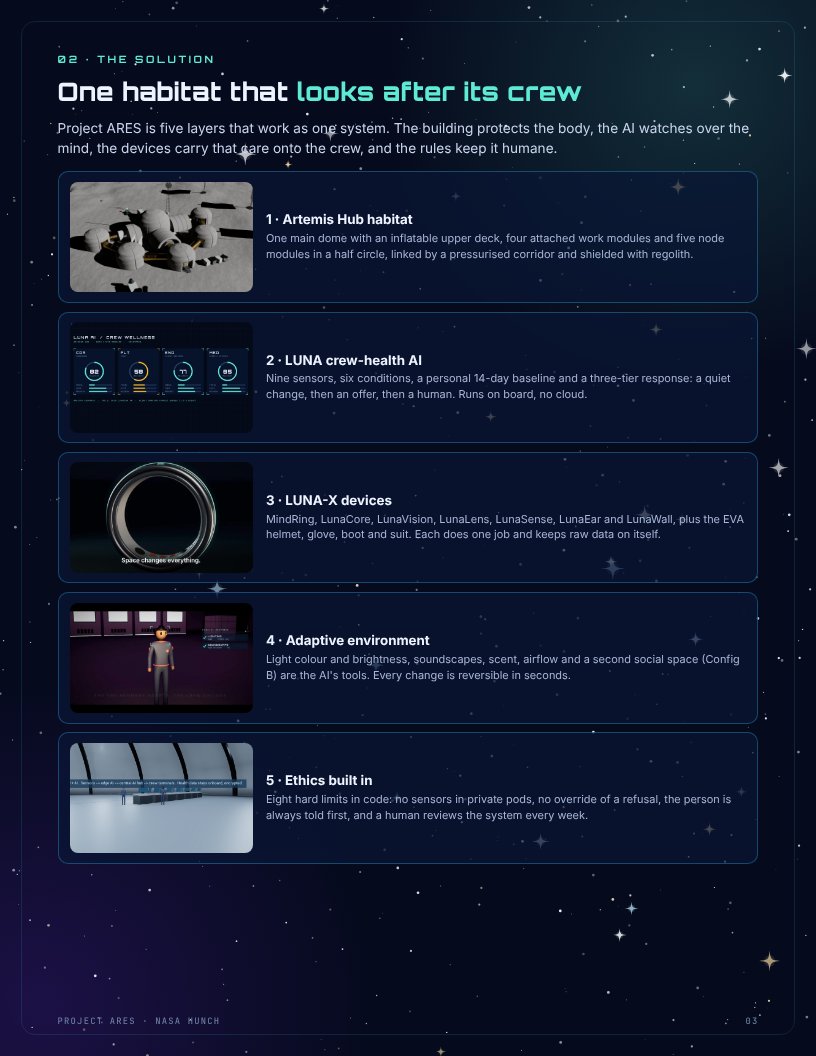 02 · THE SOLUTION
One habitat that looks after its crew
Project ARES is five layers that work as one system. The building protects the body, the AI watches over the
mind, the devices carry that care onto the crew, and the rules keep it humane.
1 · Artemis Hub habitat
One main dome with an inflatable upper deck, four attached work modules and five node
modules in a half circle, linked by a pressurised corridor and shielded with regolith.
LUNA AI / CREW WELLNESS
CDR PLT ENG MED
82 58 77 85
2 · LUNA crew-health AI
Nine sensors, six conditions, a personal 14-day baseline and a three-tier response: a quiet
change, then an offer, then a human. Runs on board, no cloud.
Space changes everything.
3 · LUNA-X devices
MindRing, LunaCore, LunaVision, LunaLens, LunaSense, LunaEar and LunaWall, plus the EVA
helmet, glove, boot and suit. Each does one job and keeps raw data on itself.
4 · Adaptive environment
Light colour and brightness, soundscapes, scent, airflow and a second social space (Config
B) are the AI's tools. Every change is reversible in seconds.
5 · Ethics built in
Eight hard limits in code: no sensors in private pods, no override of a refusal, the person is
always told first, and a human reviews the system every week.
PROJECT ARES · NASA HUNCH
03